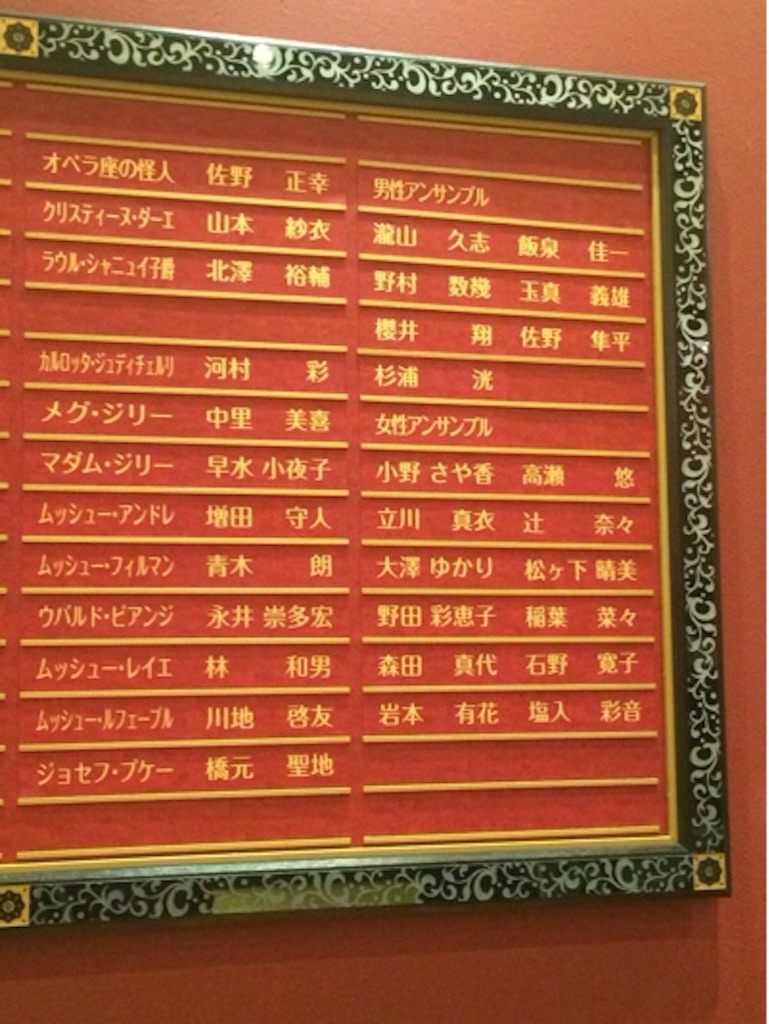 オペラ座の怪人 佐野 正幸
クリスティーヌ・ダーエ 山本 紗衣
ラウル・シャニュイ子爵 北澤 裕輔
カルロッタ・ジュディチェルリ 河村 彩
メグ・ジリー 中里 美喜
マダム・ジリー 早水 小夜子
ムッシュー・アンドレ 増田 守人
ムッシュー・フィルマン 青木 朗
ウバルド・ピアンジ 永井 崇多宏
ムッシュー・レイエ 林 和男
ムッシュー・ルフェーブル 川地 啓友
ジョセフ・ブケー 橋元 聖地
男性アンサンブル
瀧山 久志 飯泉 佳一
野村 数幾 玉真 義雄
櫻井 翔 佐野 隼平
杉浦 洸
女性アンサンブル
小野 さや香 高瀬 悠
立川 真衣 辻 奈々
大澤 ゆかり 松ヶ下 晴美
野田 彩恵子 稲葉 菜々
森田 真代 石野 寛子
岩本 有花 塩入 彩音